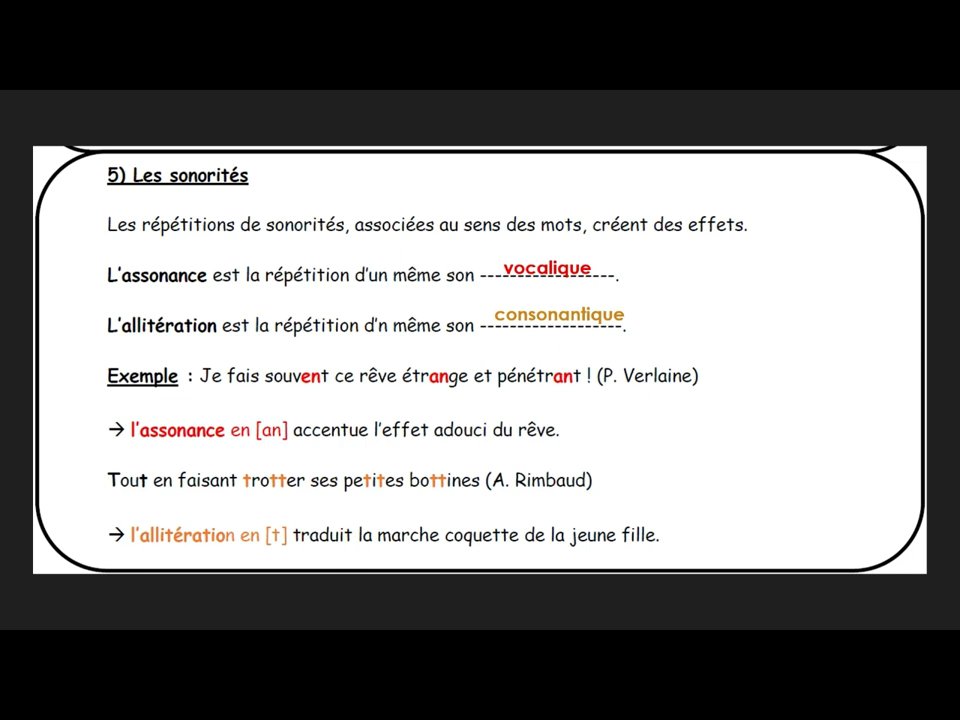 5) Les sonorités
Les répétitions de sonorités, associées au sens des mots, créent des effets.
L'assonance est la répétition d'un même son vocalique.
L'allitération est la répétition d'n même son consonantique.
Exemple : Je fais souvent ce rêve étrange et pénétrant ! (P. Verlaine)
→ l'assonance en [an] accentue l'effet adouci du rêve.
Tout en faisant trotter ses petites bottines (A. Rimbaud)
→ l'allitération en [t] traduit la marche coquette de la jeune fille.